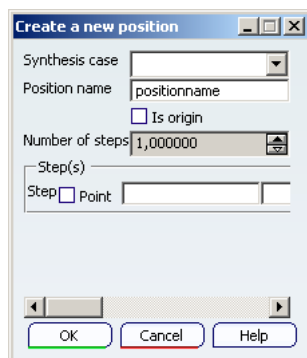 Create a new position
Synthesis case
Position name positionname
Is origin
Number of steps 1,000000
Step(s)
Step Point
OK Cancel Help